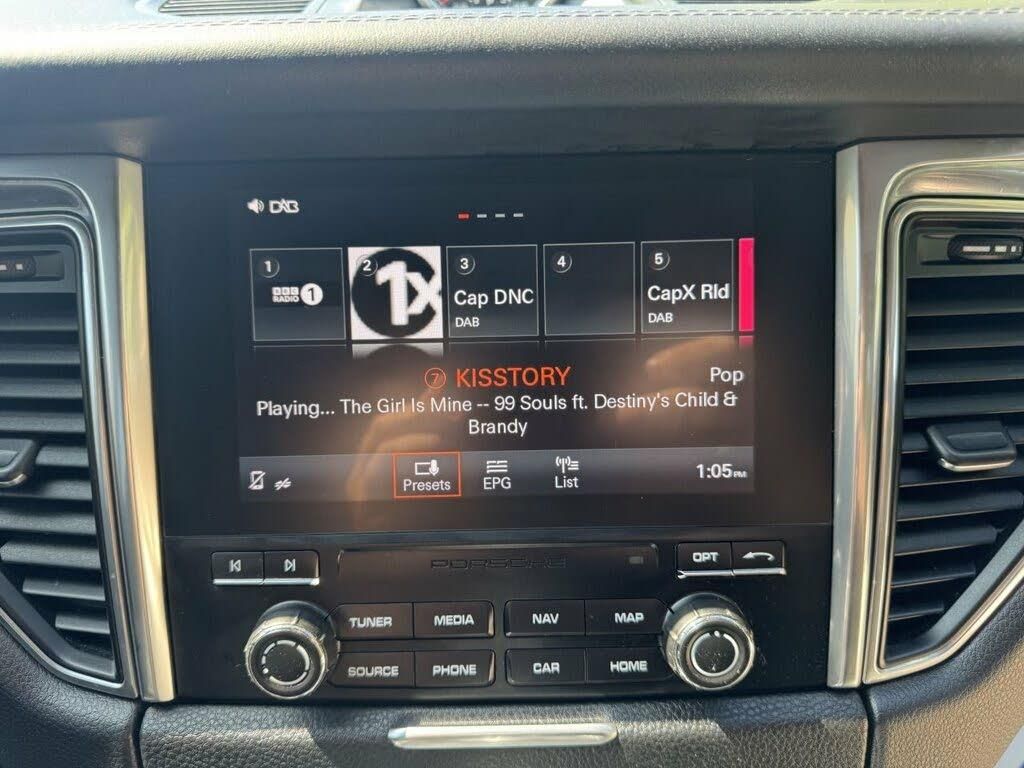 DAB
1
BBC
RADIO 1
2
1X
3
Cap DNC
DAB
4
5
CapX Rld
DAB
7 KISSTORY
Pop
Playing... The Girl Is Mine -- 99 Souls ft. Destiny's Child &
Brandy
Presets
EPG
List
1:05 PM
PORSCHE
OPT
TUNER
MEDIA
NAV
MAP
SOURCE
PHONE
CAR
HOME